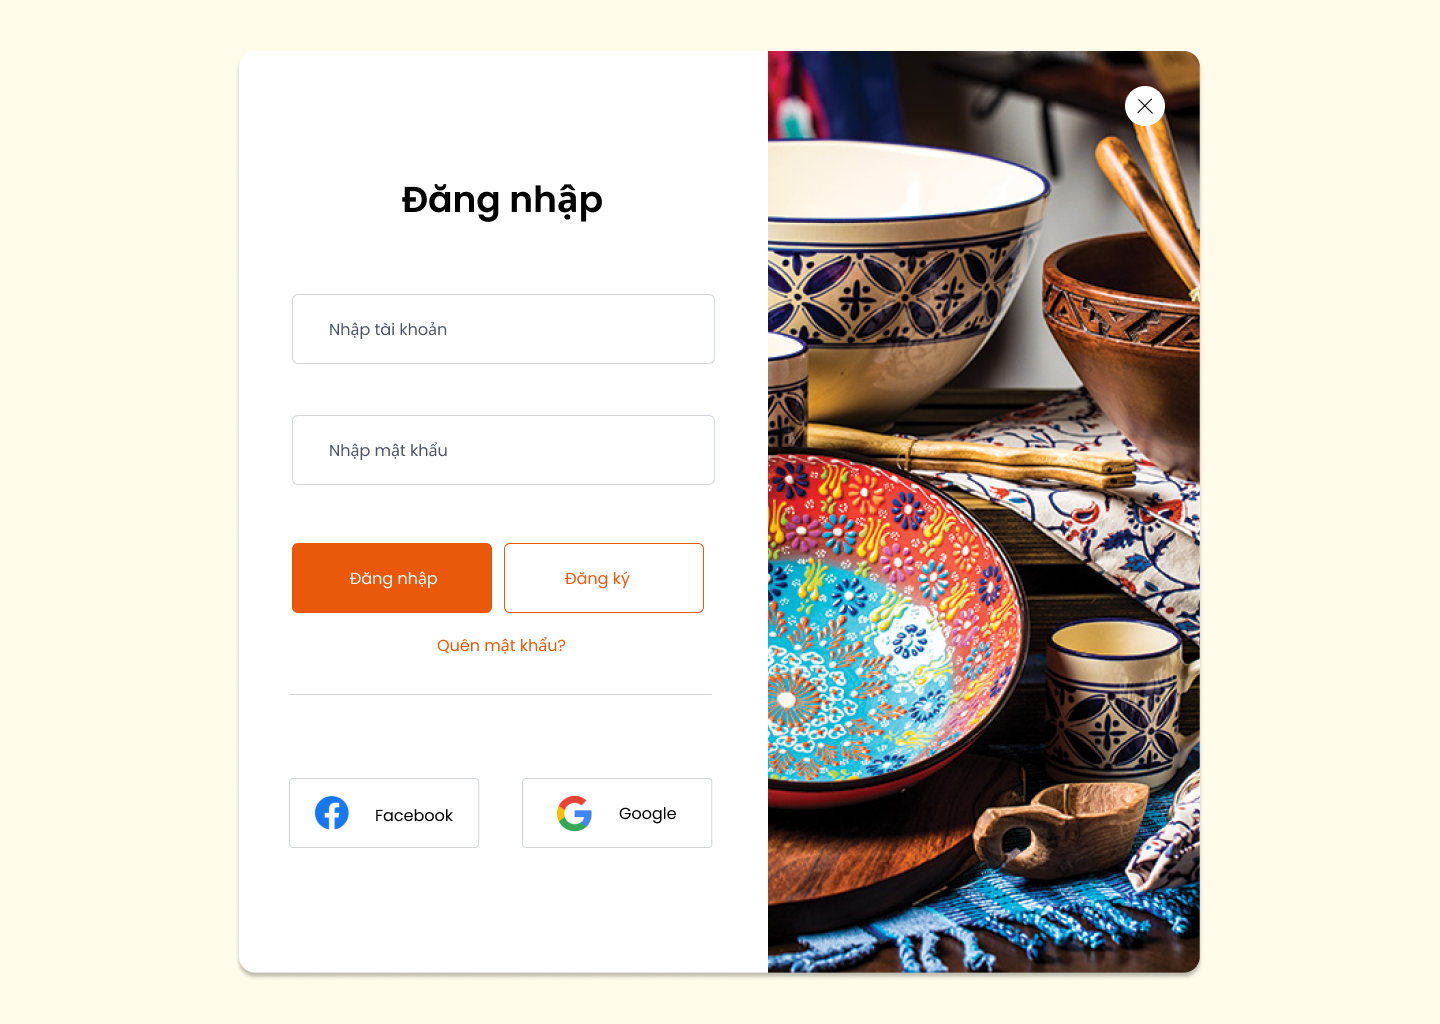 Đăng nhập
Nhập tài khoản
Nhập mật khẩu
Đăng nhập
Đăng ký
Quên mật khẩu?
Facebook
Google